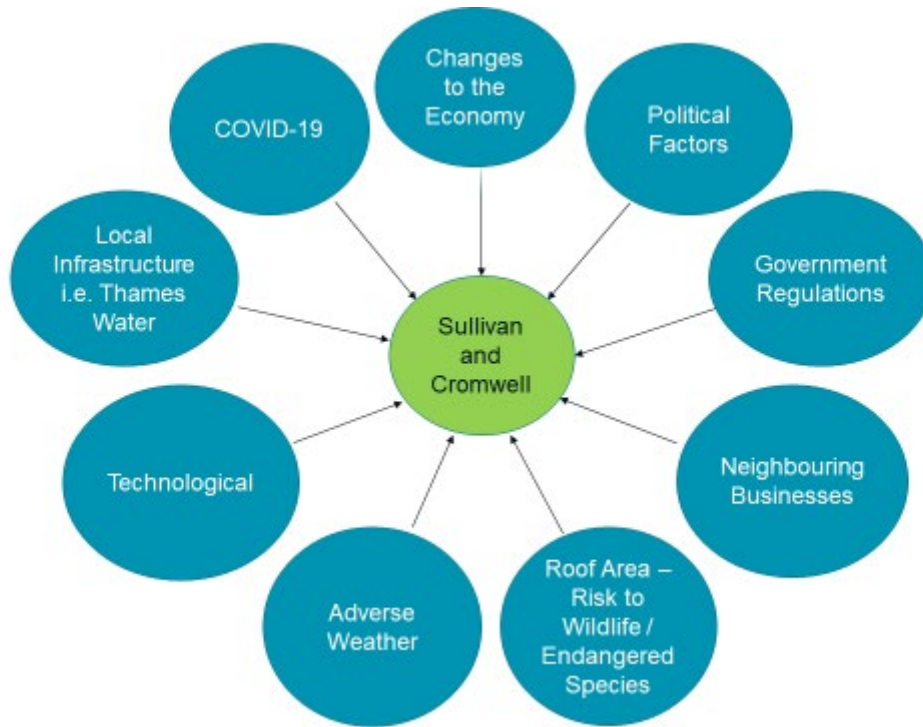 Changes
to the
Economy
Political
Factors
Government
Regulations
Neighbouring
Businesses
Roof Area –
Risk to
Wildlife /
Endangered
Species
Adverse
Weather
Technological
Local
Infrastructure
i.e. Thames
Water
COVID-19
Sullivan
and
Cromwell